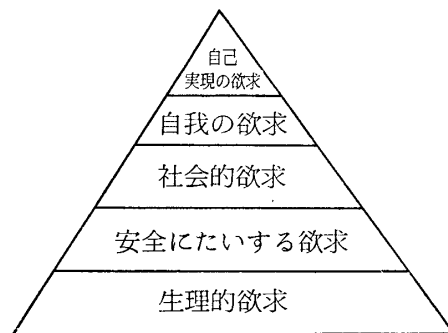 自己
実現の欲求
自我の欲求
社会的欲求
安全にたいする欲求
生理的欲求